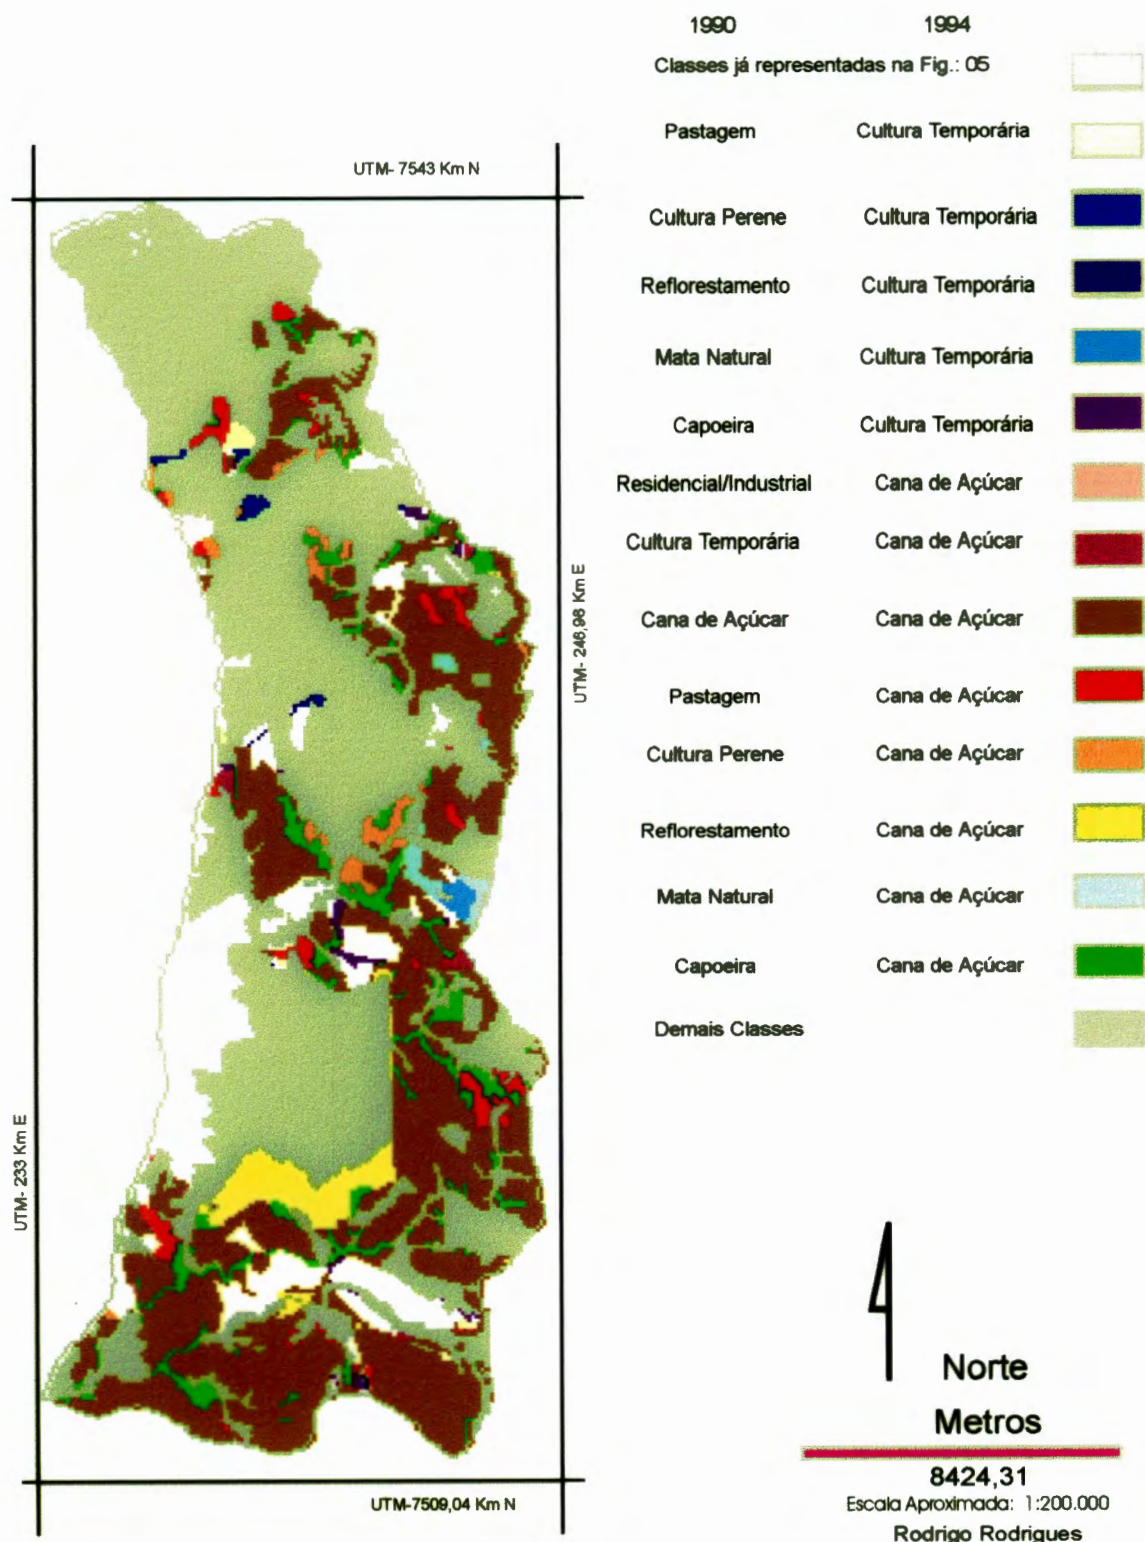 1990 1994
Classes já representadas na Fig.: 05
Pastagem Cultura Temporária
Cultura Perene Cultura Temporária
Reflorestamento Cultura Temporária
Mata Natural Cultura Temporária
Capoeira Cultura Temporária
Residencial/Industrial Cana de Açúcar
Cultura Temporária Cana de Açúcar
Cana de Açúcar Cana de Açúcar
Pastagem Cana de Açúcar
Cultura Perene Cana de Açúcar
Reflorestamento Cana de Açúcar
Mata Natural Cana de Açúcar
Capoeira Cana de Açúcar
Demais Classes
UTM- 7543 Km N
UTM- 246,98 Km E
UTM- 233 Km E
UTM-7509,04 Km N
Norte
Metros
8424,31
Escala Aproximada: 1:200.000
Rodrigo Rodrigues